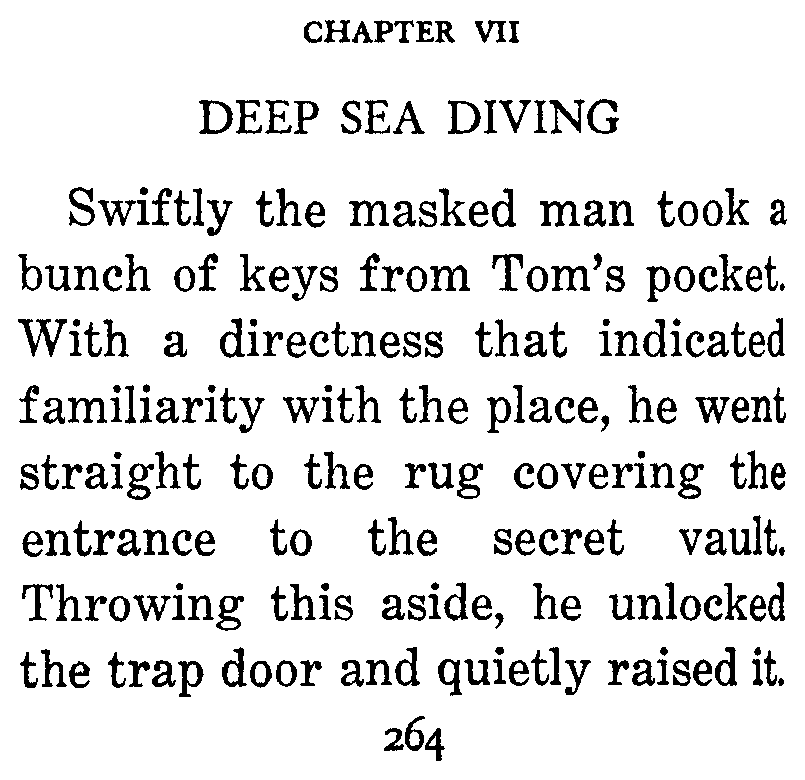 CHAPTER VII
DEEP SEA DIVING
Swiftly the masked man took a
bunch of keys from Tom's pocket.
With a directness that indicated
familiarity with the place, he went
straight to the rug covering the
entrance to the secret vault.
Throwing this aside, he unlocked
the trap door and quietly raised it.
264